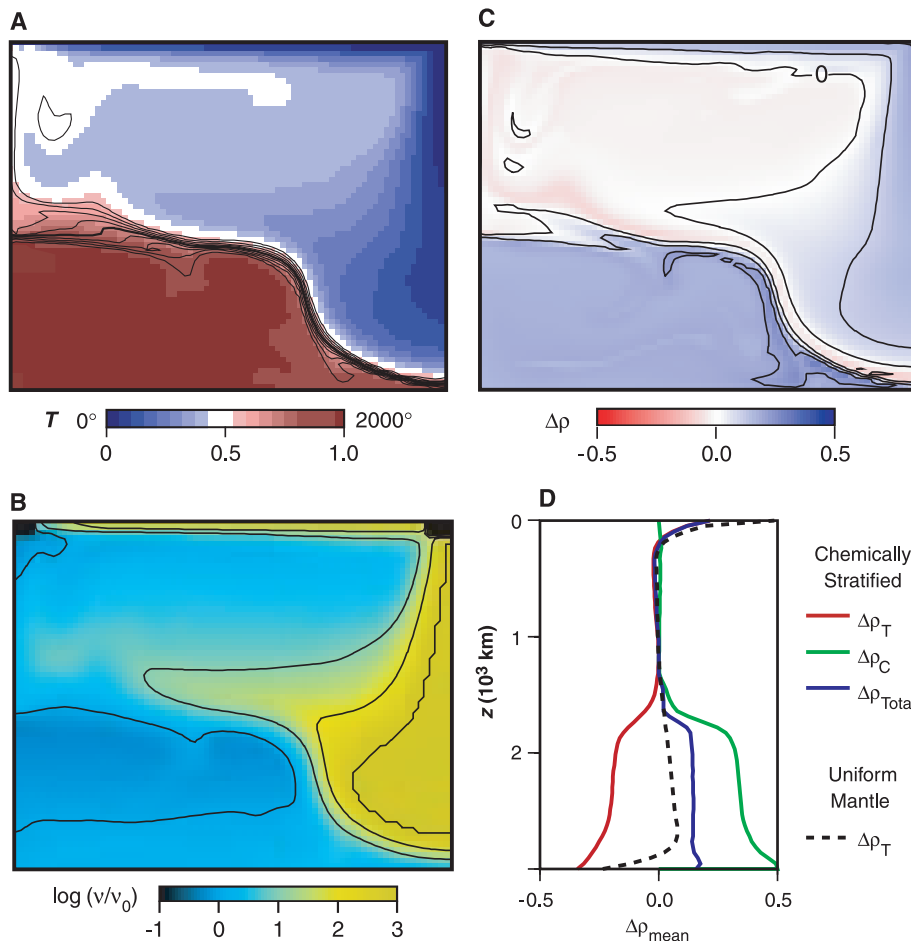 A
T 0° 2000°
0 0.5 1.0
C
0
Δρ
-0.5 0.0 0.5
B
log (ν/ν0)
-1 0 1 2 3
D
0
1
2
z (10³ km)
-0.5 0.0 0.5
Δρmean
Chemically
Stratified
ΔρT
ΔρC
ΔρTota
Uniform
Mantle
ΔρT